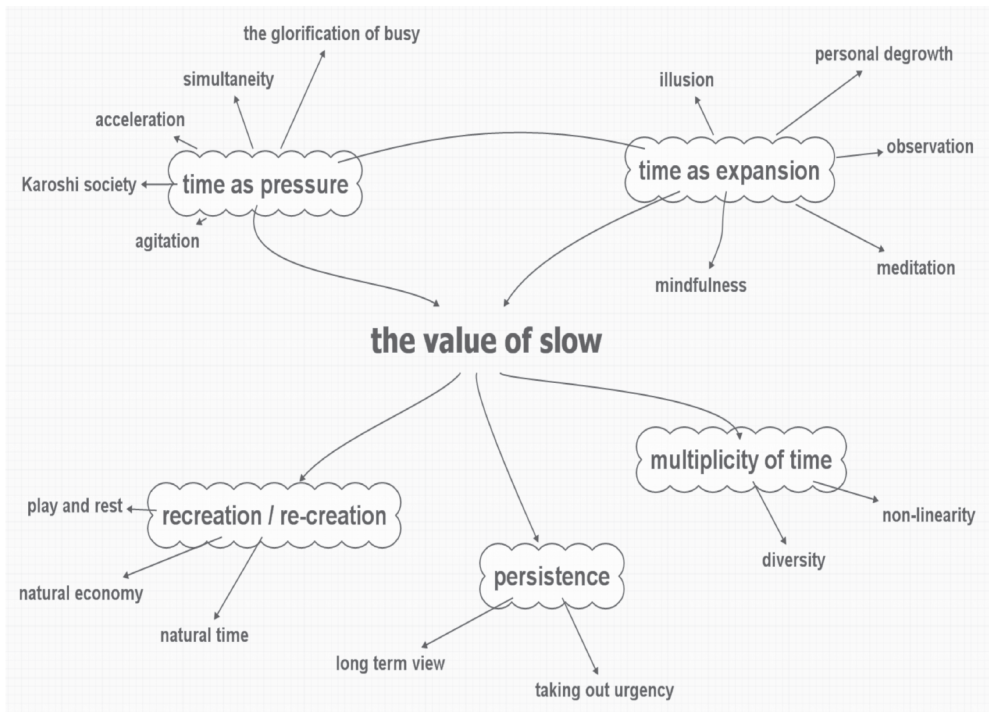 the glorification of busy
simultaneity
acceleration
Karoshi society
time as pressure
agitation
personal degrowth
illusion
observation
time as expansion
meditation
mindfulness
the value of slow
multiplicity of time
non-linearity
diversity
play and rest
recreation / re-creation
natural economy
natural time
persistence
long term view
taking out urgency